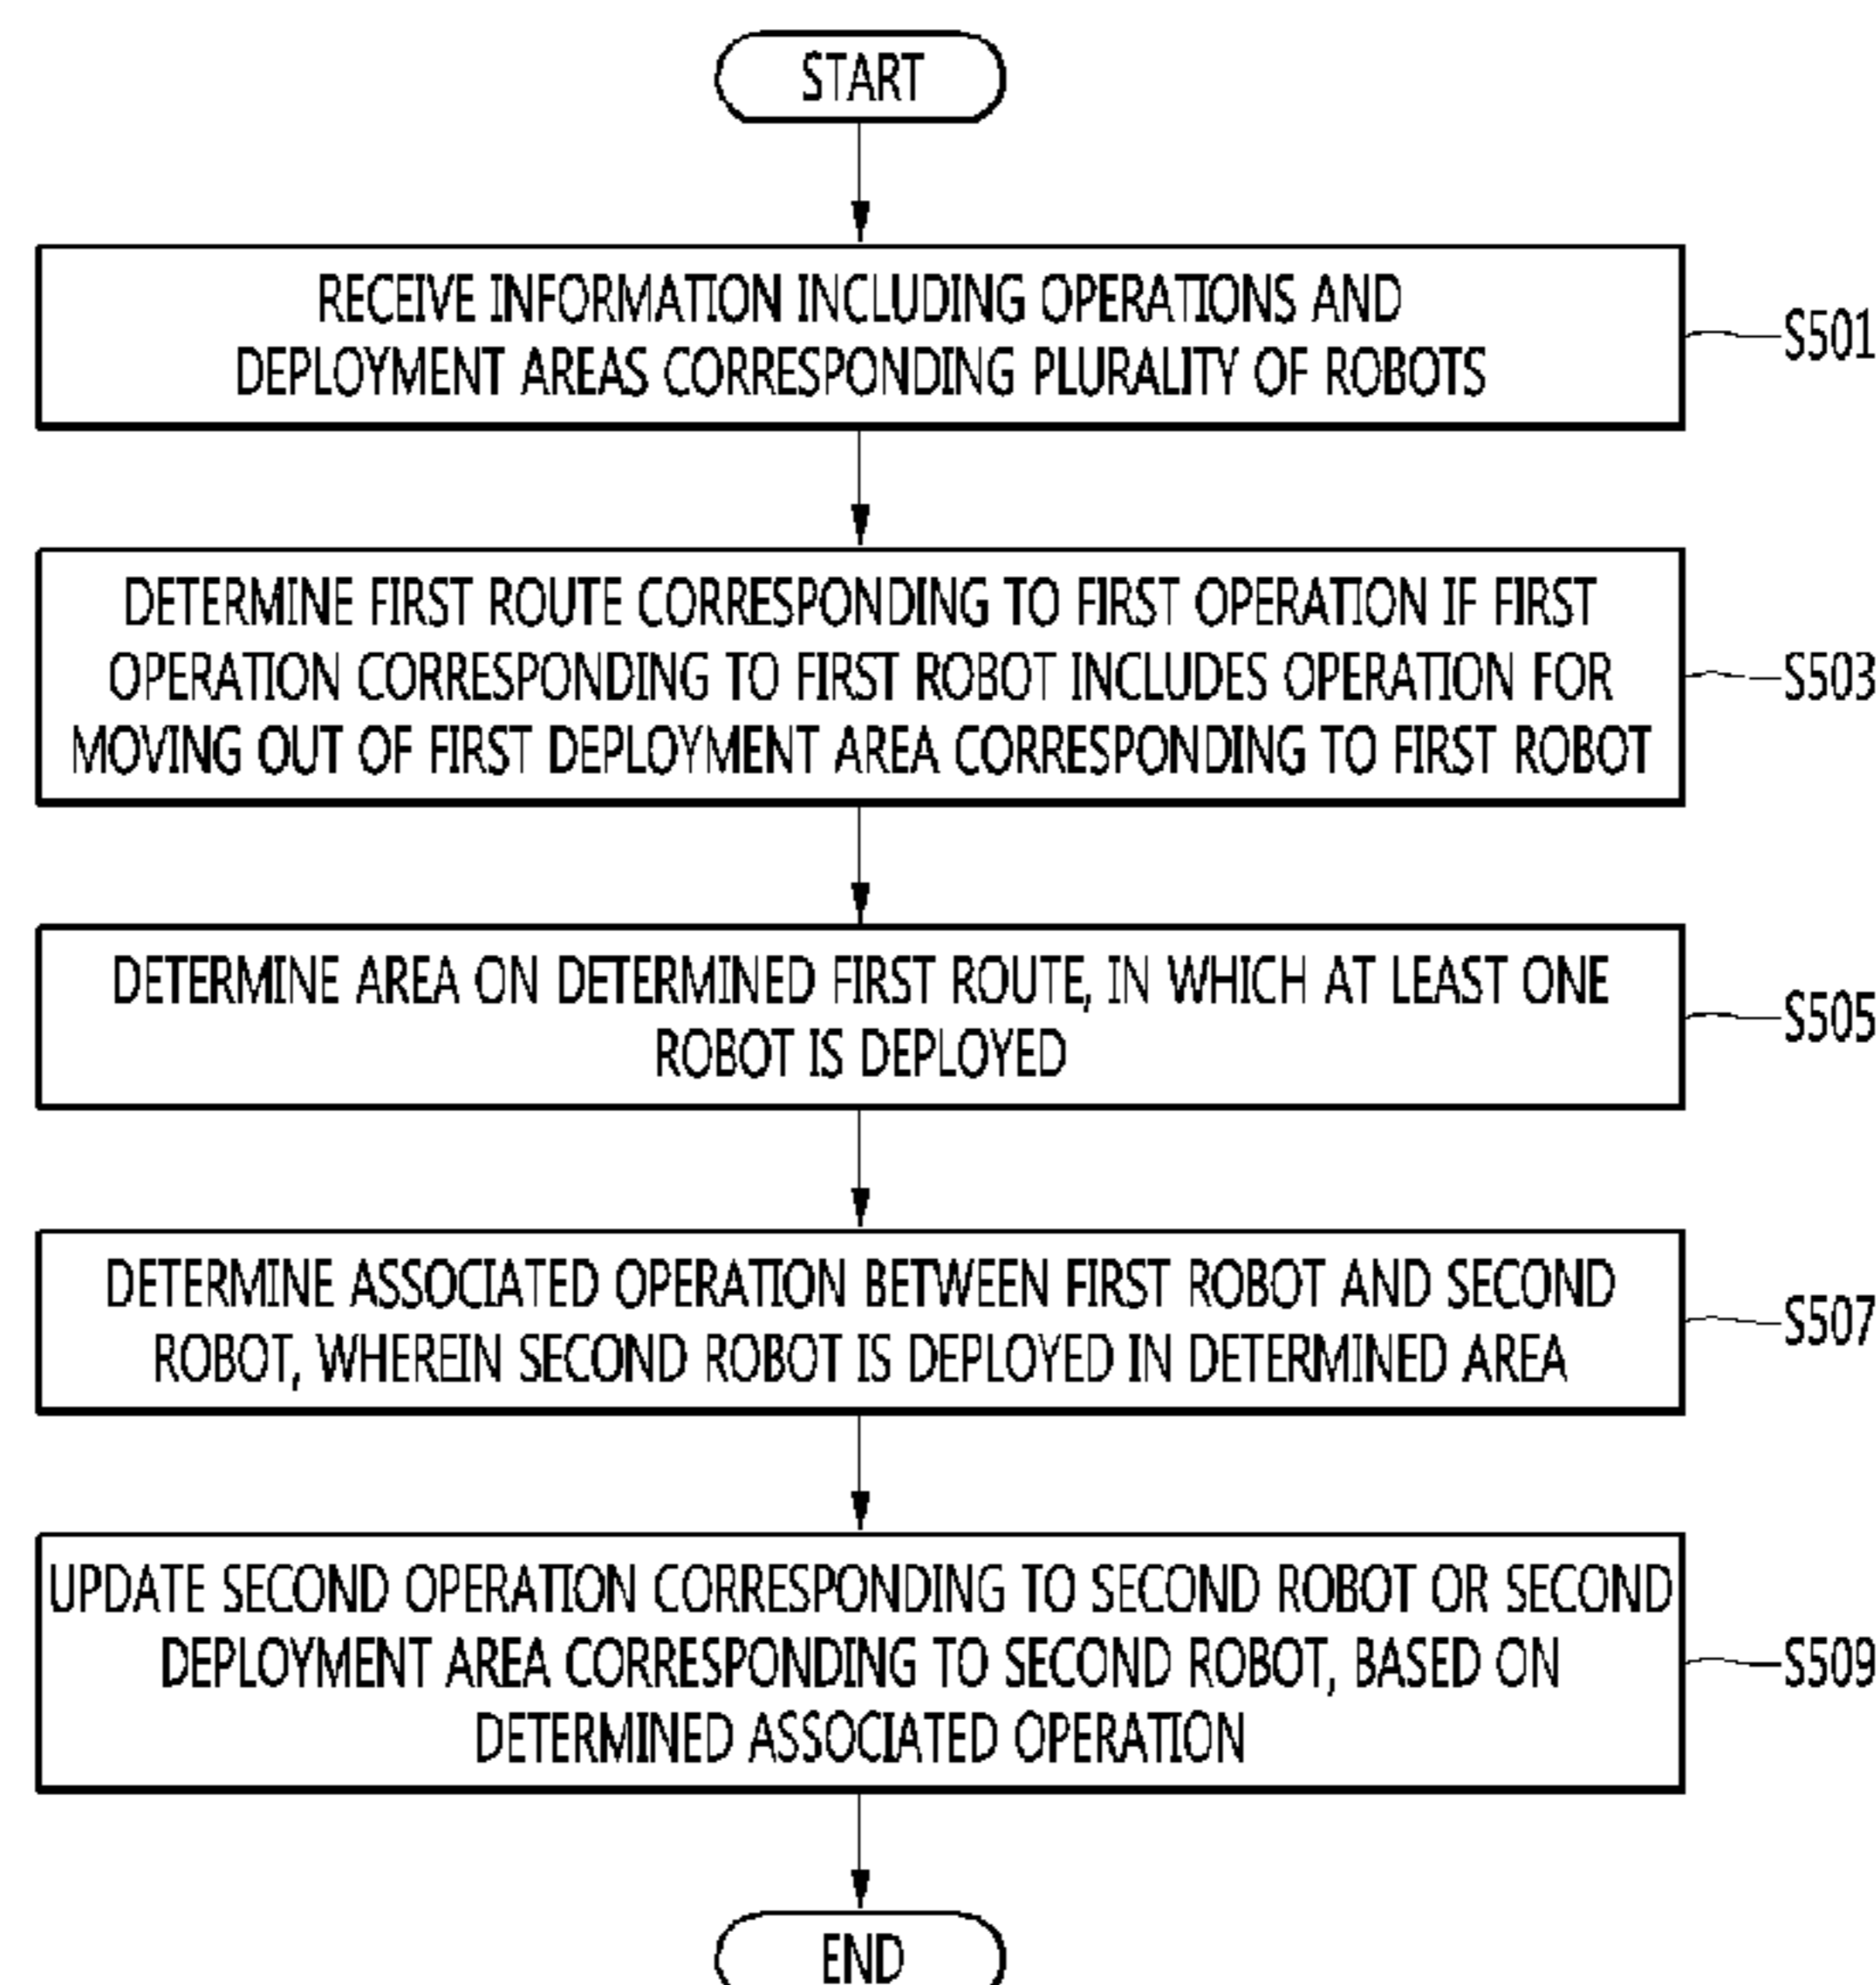 START
RECEIVE INFORMATION INCLUDING OPERATIONS AND
DEPLOYMENT AREAS CORRESPONDING PLURALITY OF ROBOTS
S501
DETERMINE FIRST ROUTE CORRESPONDING TO FIRST OPERATION IF FIRST
OPERATION CORRESPONDING TO FIRST ROBOT INCLUDES OPERATION FOR
MOVING OUT OF FIRST DEPLOYMENT AREA CORRESPONDING TO FIRST ROBOT
S503
DETERMINE AREA ON DETERMINED FIRST ROUTE, IN WHICH AT LEAST ONE
ROBOT IS DEPLOYED
S505
DETERMINE ASSOCIATED OPERATION BETWEEN FIRST ROBOT AND SECOND
ROBOT, WHEREIN SECOND ROBOT IS DEPLOYED IN DETERMINED AREA
S507
UPDATE SECOND OPERATION CORRESPONDING TO SECOND ROBOT OR SECOND
DEPLOYMENT AREA CORRESPONDING TO SECOND ROBOT, BASED ON
DETERMINED ASSOCIATED OPERATION
S509
END